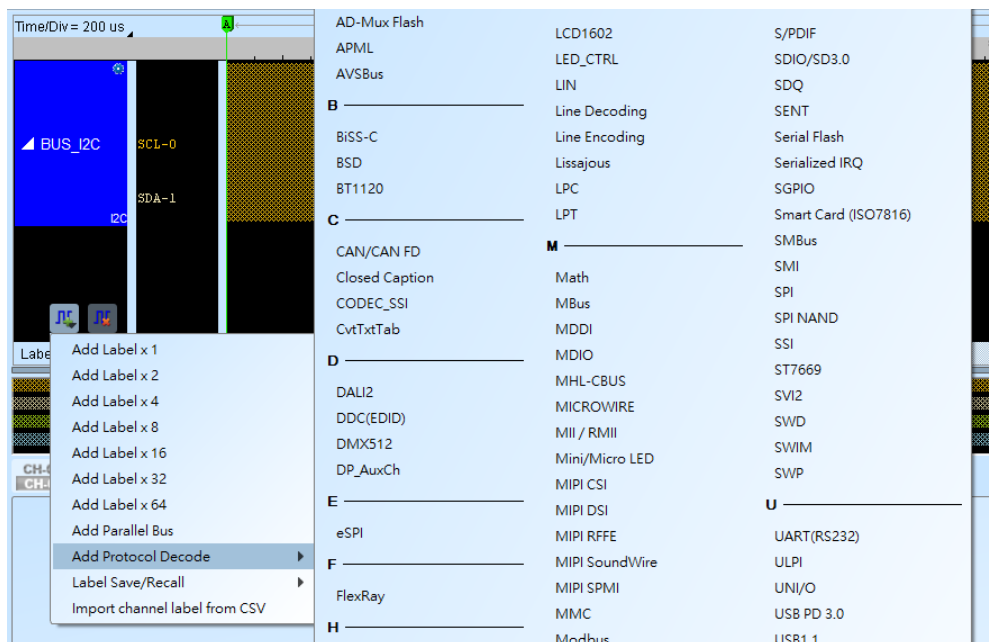 Time/Div = 200 us
A
BUS_I2C
I2C
SCL-0
SDA-1
Add Label x 1
Add Label x 2
Add Label x 4
Add Label x 8
Add Label x 16
Add Label x 32
Add Label x 64
Add Parallel Bus
Add Protocol Decode
Label Save/Recall
Import channel label from CSV
AD-Mux Flash
APML
AVSBus
B
BiSS-C
BSD
BT1120
C
CAN/CAN FD
Closed Caption
CODEC_SSI
CvtTxtTab
D
DALI2
DDC(EDID)
DMX512
DP_AuxCh
E
eSPI
F
FlexRay
H
LCD1602
LED_CTRL
LIN
Line Decoding
Line Encoding
Lissajous
LPC
LPT
M
Math
MBus
MDDI
MDIO
MHL-CBUS
MICROWIRE
MII / RMII
Mini/Micro LED
MIPI CSI
MIPI DSI
MIPI RFFE
MIPI SoundWire
MIPI SPMI
MMC
Modbus
S/PDIF
SDIO/SD3.0
SDQ
SENT
Serial Flash
Serialized IRQ
SGPIO
Smart Card (ISO7816)
SMBus
SMI
SPI
SPI NAND
SSI
ST7669
SVI2
SWD
SWIM
SWP
U
UART(RS232)
ULPI
UNI/O
USB PD 3.0
USB1.1